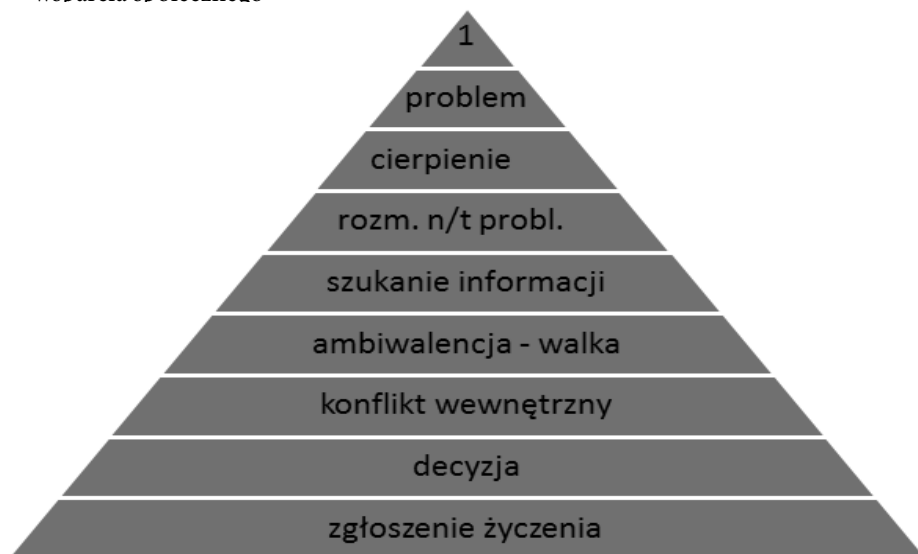 1
problem
cierpienie
rozm. n/t probl.
szukanie informacji
ambiwalencja - walka
konflikt wewnętrzny
decyzja
zgłoszenie życzenia